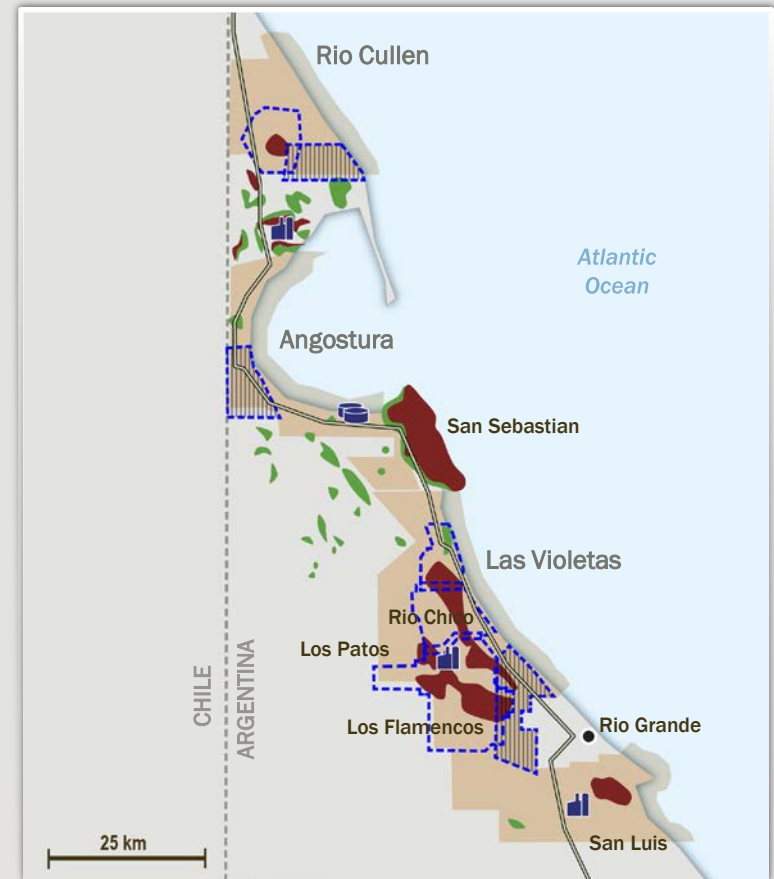 Rio Cullen
Atlantic
Ocean
Angostura
San Sebastian
Las Violetas
Rio Chico
Los Patos
CHILE
ARGENTINA
Los Flamencos
Rio Grande
25 km
San Luis